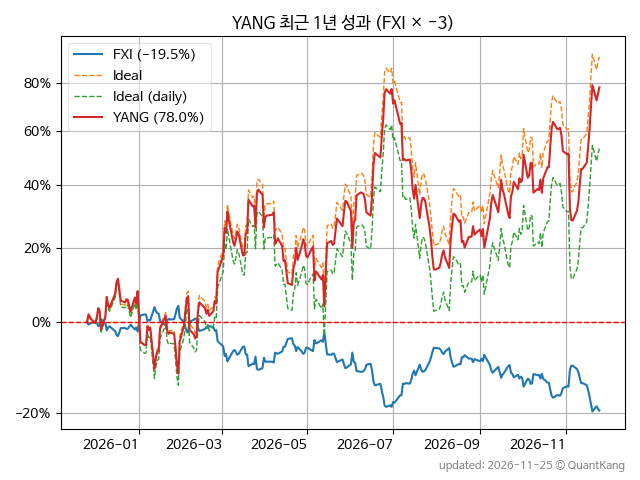 YANG 최근 1년 성과 (FXI × −3)
FXI (−19.5%)
Ideal
Ideal (daily)
YANG (78.0%)
80%
60%
40%
20%
0%
−20%
2026-01
2026-03
2026-05
2026-07
2026-09
2026-11
updated: 2026-11-25 © QuantKang